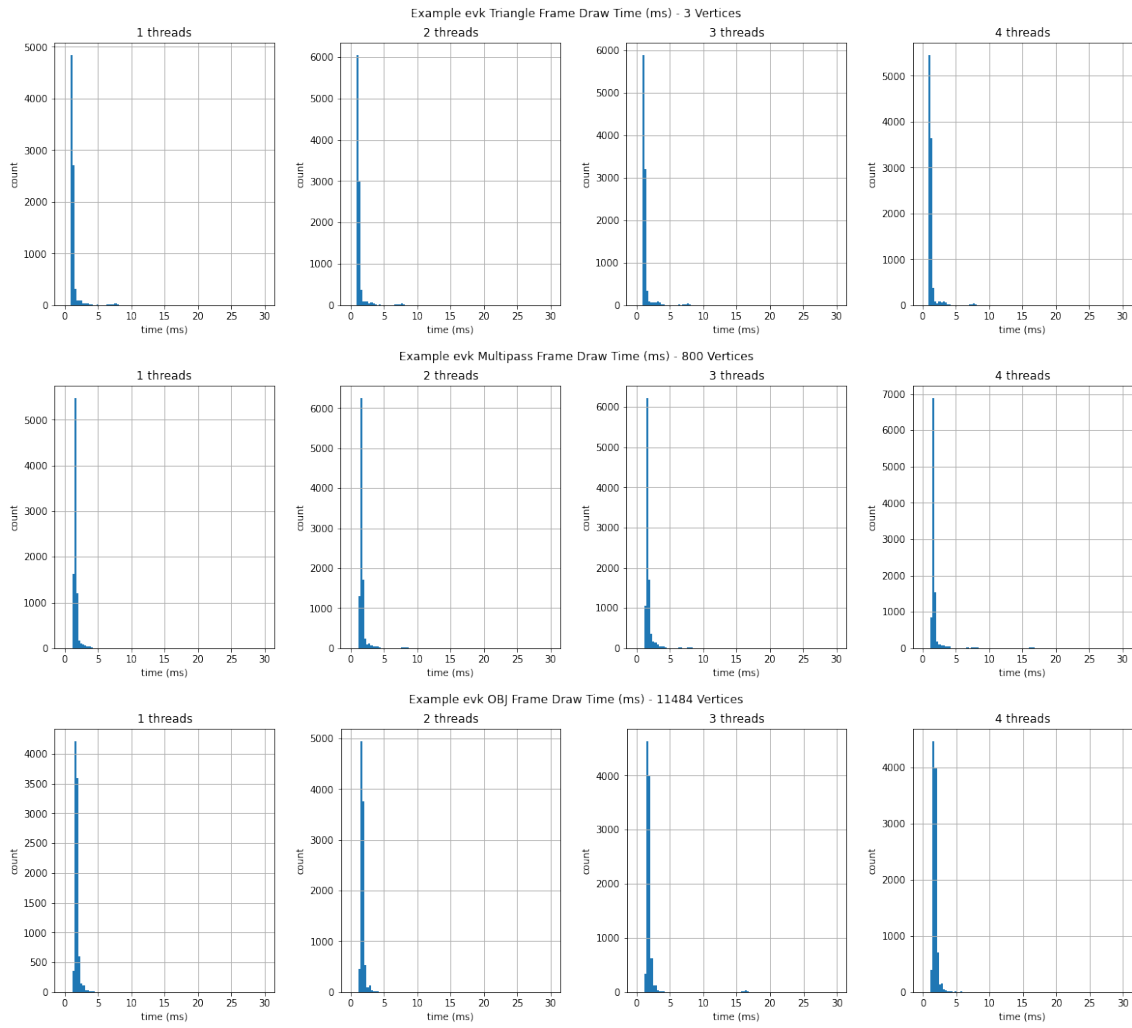 Example evk Triangle Frame Draw Time (ms) - 3 Vertices
1 threads
2 threads
3 threads
4 threads
5000
4000
3000
2000
1000
0
count
0 5 10 15 20 25 30
time (ms)
6000
5000
4000
3000
2000
1000
0
count
0 5 10 15 20 25 30
time (ms)
6000
5000
4000
3000
2000
1000
0
count
0 5 10 15 20 25 30
time (ms)
5000
4000
3000
2000
1000
0
count
0 5 10 15 20 25 30
time (ms)
Example evk Multipass Frame Draw Time (ms) - 800 Vertices
1 threads
2 threads
3 threads
4 threads
5000
4000
3000
2000
1000
0
count
0 5 10 15 20 25 30
time (ms)
6000
5000
4000
3000
2000
1000
0
count
0 5 10 15 20 25 30
time (ms)
6000
5000
4000
3000
2000
1000
0
count
0 5 10 15 20 25 30
time (ms)
7000
6000
5000
4000
3000
2000
1000
0
count
0 5 10 15 20 25 30
time (ms)
Example evk OBJ Frame Draw Time (ms) - 11484 Vertices
1 threads
2 threads
3 threads
4 threads
4000
3500
3000
2500
2000
1500
1000
500
0
count
0 5 10 15 20 25 30
time (ms)
5000
4000
3000
2000
1000
0
count
0 5 10 15 20 25 30
time (ms)
4000
3000
2000
1000
0
count
0 5 10 15 20 25 30
time (ms)
4000
3000
2000
1000
0
count
0 5 10 15 20 25 30
time (ms)